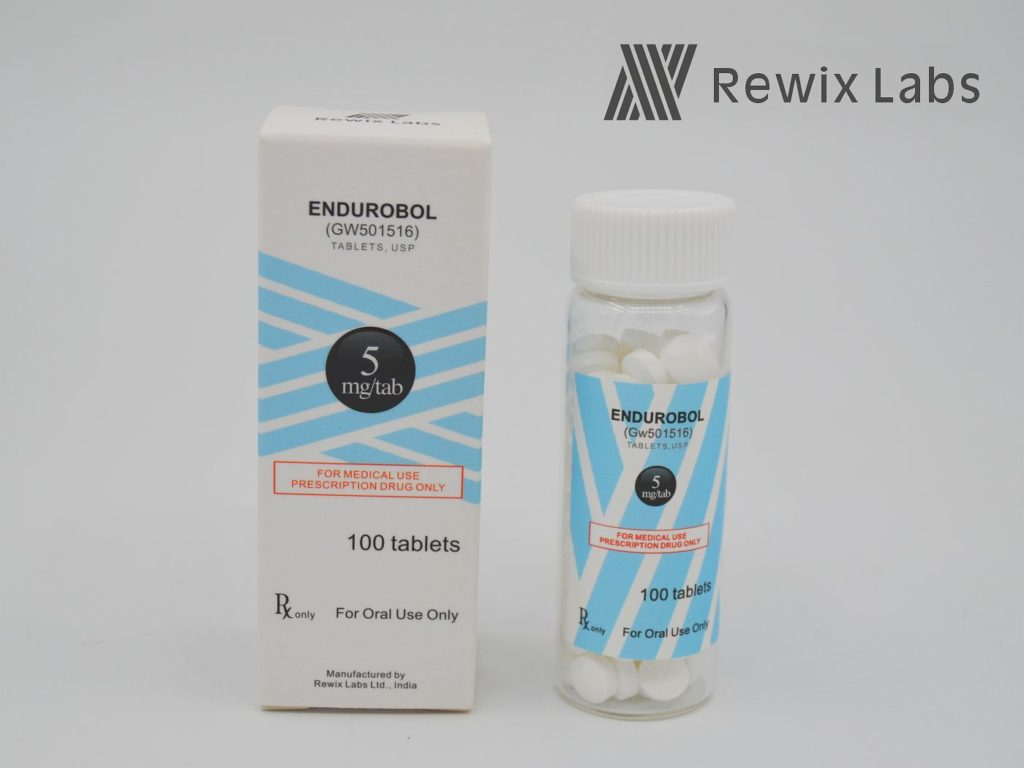 Rewix Labs
Rewix Labs
ENDUROBOL
(GW501516)
TABLETS, USP
5
mg/tab
FOR MEDICAL USE
PRESCRIPTION DRUG ONLY
100 tablets
Rx only
For Oral Use Only
Manufactured by
Rewix Labs Ltd., India
ENDUROBOL
(Gw501516)
TABLETS,USP
5
mg/tab
FOR MEDICAL USE
PRESCRIPTION DRUG ONLY
100 tablets
Rx only
For Oral Use Only